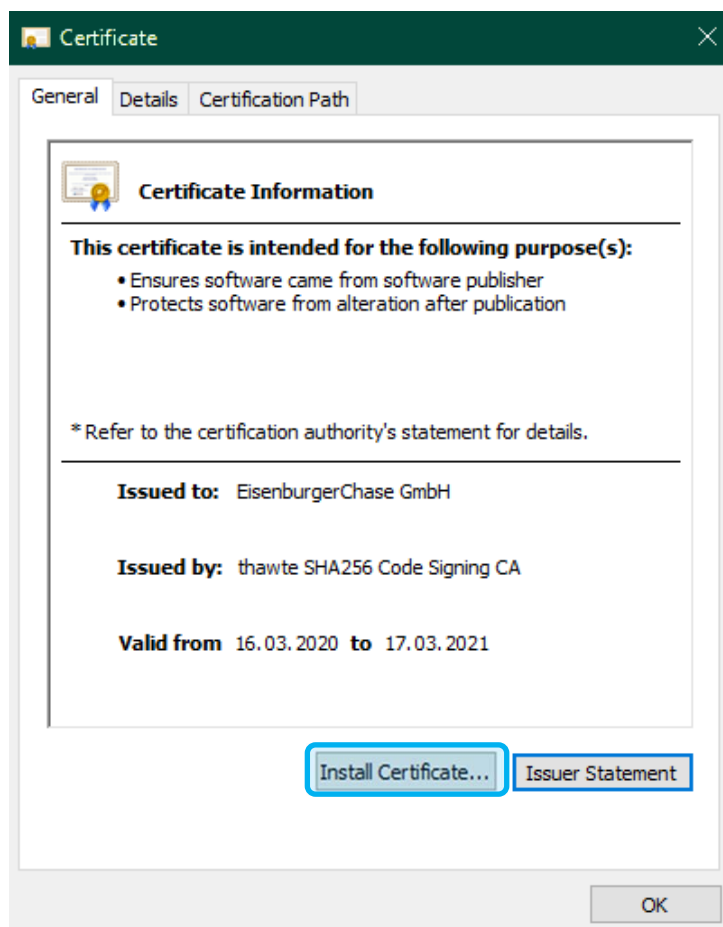 Certificate
General Details Certification Path
Certificate Information
This certificate is intended for the following purpose(s):
• Ensures software came from software publisher
• Protects software from alteration after publication
* Refer to the certification authority's statement for details.
Issued to: EisenburgerChase GmbH
Issued by: thawte SHA256 Code Signing CA
Valid from 16.03.2020 to 17.03.2021
Install Certificate... Issuer Statement
OK